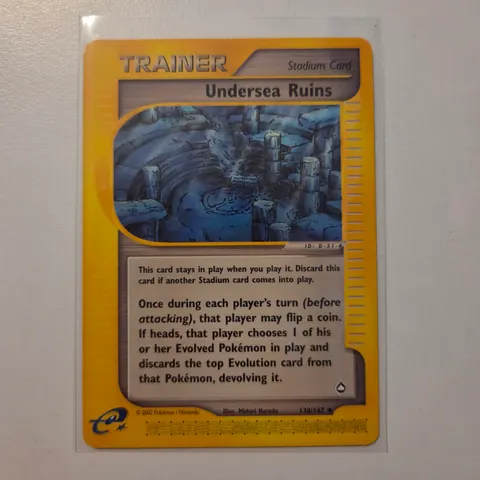 TRAINER
Stadium Card
Undersea Ruins
This card stays in play when you play it. Discard this
card if another Stadium card comes into play.
Once during each player's turn (before
attacking), that player may flip a coin.
If heads, that player chooses 1 of his
or her Evolved Pokémon in play and
discards the top Evolution card from
that Pokémon, devolving it.
© 2002 Pokémon / Nintendo
Illus. Midori Harada
138/147
e